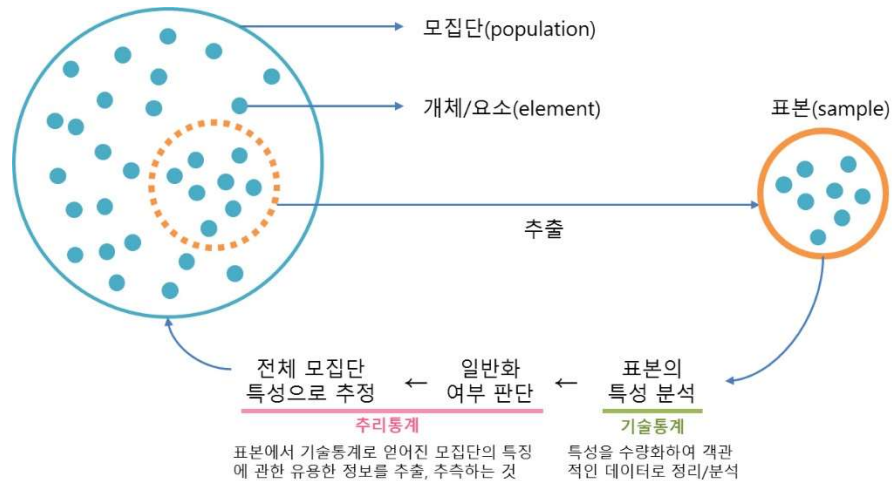 모집단(population)
개체/요소(element)
표본(sample)
추출
전체 모집단
특성으로 추정
←
일반화
여부 판단
←
표본의
특성 분석
추리통계
기술통계
표본에서 기술통계로 얻어진 모집단의 특징
에 관한 유용한 정보를 추출, 추측하는 것
특성을 수량화하여 객관
적인 데이터로 정리/분석